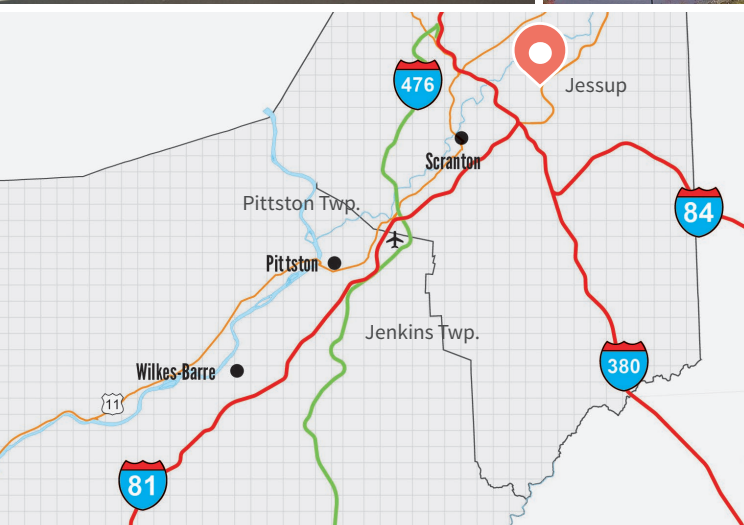 476
Jessup
Scranton
Pittston Twp.
84
Pittston
Jenkins Twp.
380
Wilkes-Barre
11
81